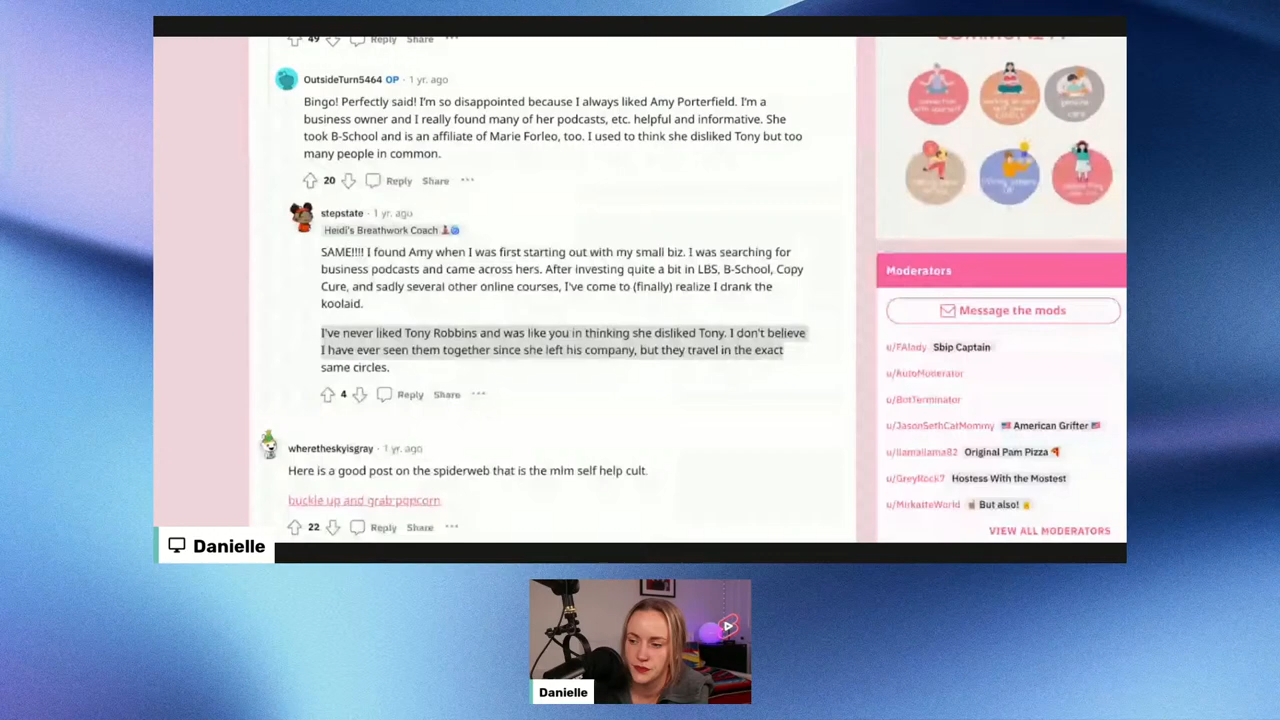 49 Reply Share ...
COMMUNITY
OutsideTurn5464 OP · 1 yr. ago
Bingo! Perfectly said! I'm so disappointed because I always liked Amy Porterfield. I'm a
business owner and I really found many of her podcasts, etc. helpful and informative. She
took B-School and is an affiliate of Marie Forleo, too. I used to think she disliked Tony but too
many people in common.
20 Reply Share ...
stepstate · 1 yr. ago
Heidi's Breathwork Coach
SAME!!!! I found Amy when I was first starting out with my small biz. I was searching for
business podcasts and came across hers. After investing quite a bit in LBS, B-School, Copy
Cure, and sadly several other online courses, I've come to (finally) realize I drank the
koolaid.
I've never liked Tony Robbins and was like you in thinking she disliked Tony. I don't believe
I have ever seen them together since she left his company, but they travel in the exact
same circles.
4 Reply Share ...
wheretheskyisgray · 1 yr. ago
Here is a good post on the spiderweb that is the mlm self help cult.
buckle up and grab popcorn
22 Reply Share ...
Moderators
Message the mods
u/FAlady Sbip Captain
u/AutoModerator
u/BotTerminator
u/JasonSethCatMommy American Grifter
u/llamallama82 Original Pam Pizza
u/GreyRock7 Hostess With the Mostest
u/MirkatteWorld But also!
VIEW ALL MODERATORS
Danielle
Danielle